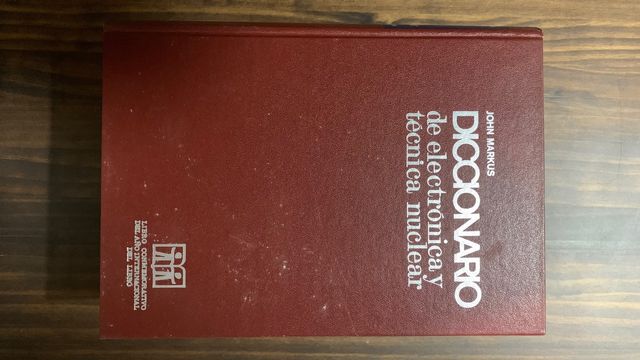 JOHN MARKUS
DICCIONARIO
de electrónica y
técnica nuclear
LIBRO CONMEMORATIVO
DEL AÑO INTERNACIONAL
DEL LIBRO